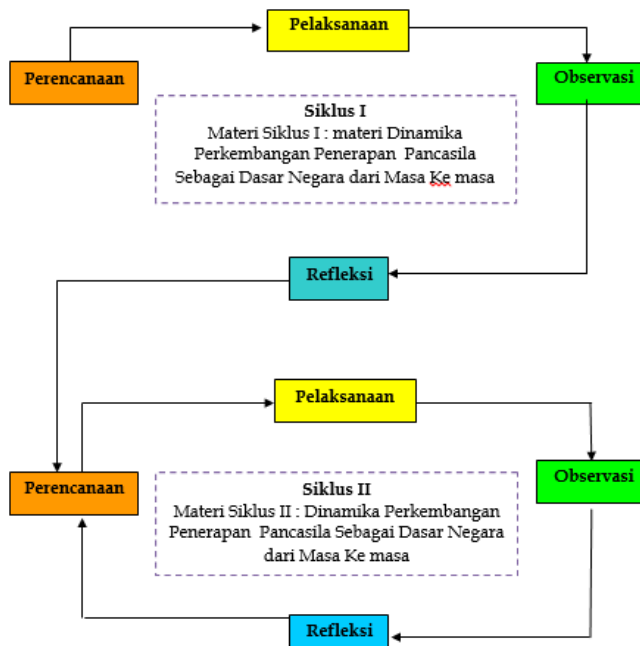 Pelaksanaan
Perencanaan
Observasi
Siklus I
Materi Siklus I : materi Dinamika
Perkembangan Penerapan Pancasila
Sebagai Dasar Negara dari Masa Ke masa
Refleksi
Pelaksanaan
Perencanaan
Observasi
Siklus II
Materi Siklus II : Dinamika Perkembangan
Penerapan Pancasila Sebagai Dasar Negara
dari Masa Ke masa
Refleksi